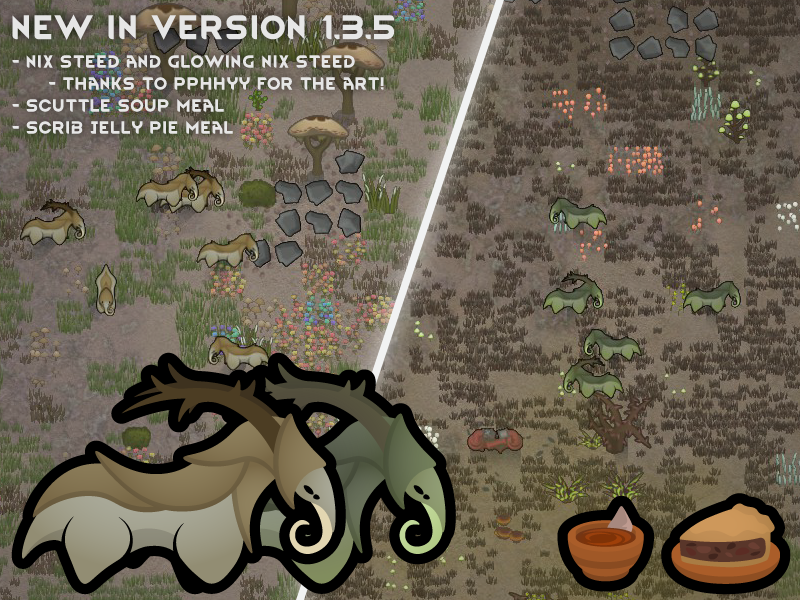 NEW IN VERSION 1.3.5
- NIX STEED AND GLOWING NIX STEED
- THANKS TO PPHHYY FOR THE ART!
- SCUTTLE SOUP MEAL
- SCRIB JELLY PIE MEAL